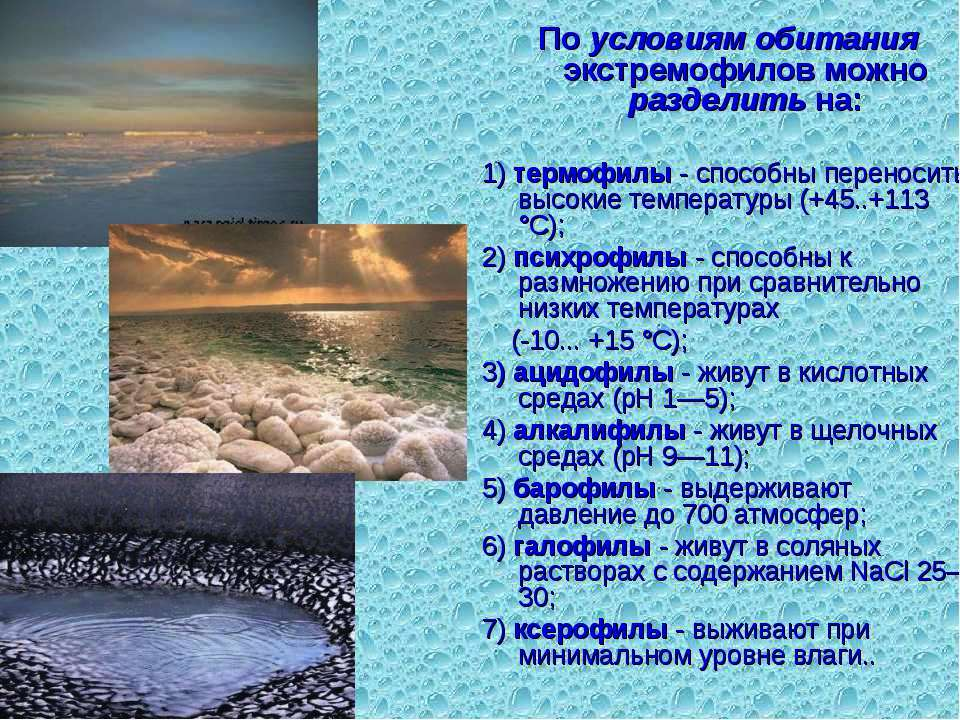 По условиям обитания
экстремофилов можно
разделить на:
1) термофилы - способны переносить
высокие температуры (+45..+113
°С);
2) психрофилы - способны к
размножению при сравнительно
низких температурах
(-10... +15 °С);
3) ацидофилы - живут в кислотных
средах (рН 1—5);
4) алкалифилы - живут в щелочных
средах (рН 9—11);
5) барофилы - выдерживают
давление до 700 атмосфер;
6) галофилы - живут в соляных
растворах с содержанием NaCl 25–
30;
7) ксерофилы - выживают при
минимальном уровне влаги..